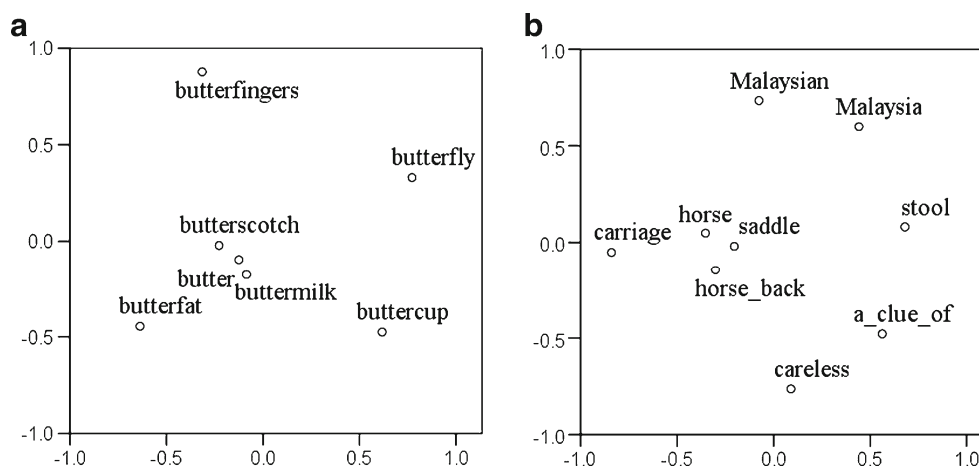 a
1.0
butterfingers
0.5
butterfly
butterscotch
0.0
butter
buttermilk
butterfat
buttercup
-0.5
-1.0
-1.0
-0.5
0.0
0.5
1.0
b
1.0
Malaysian
Malaysia
0.5
stool
horse
saddle
carriage
0.0
horse_back
a_clue_of
-0.5
careless
-1.0
-1.0
-0.5
0.0
0.5
1.0